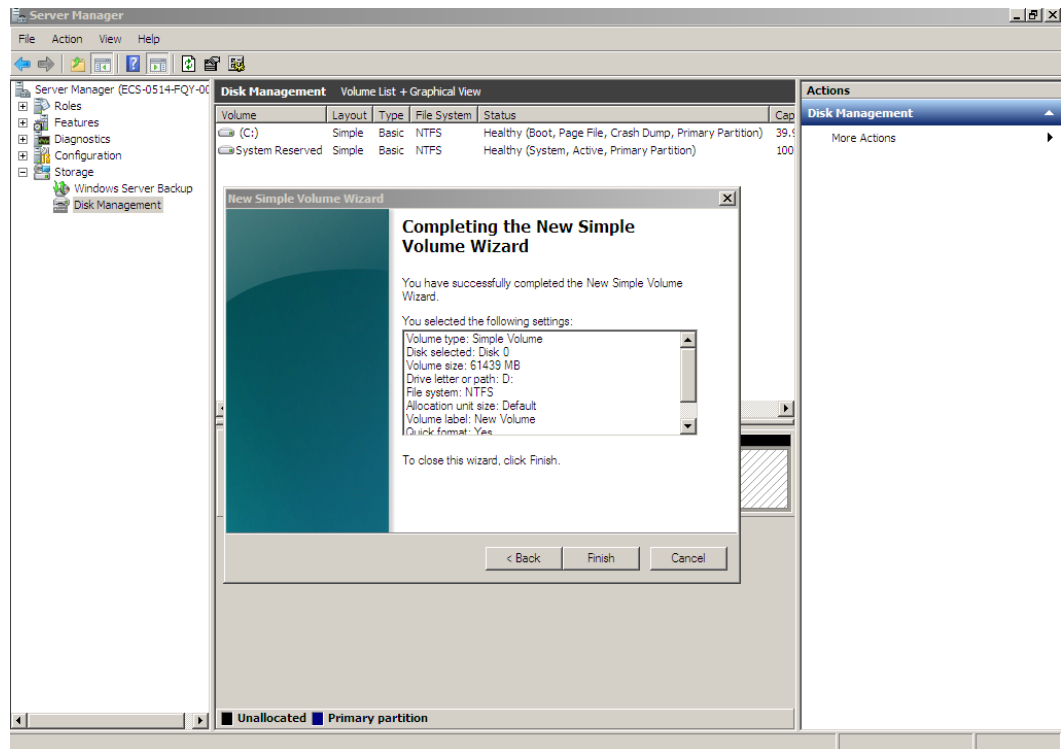 Server Manager
File Action View Help
Server Manager (ECS-0514-FQY-00
Roles
Features
Diagnostics
Configuration
Storage
Windows Server Backup
Disk Management
Disk Management Volume List + Graphical View
Volume Layout Type File System Status Cap
(C:) Simple Basic NTFS Healthy (Boot, Page File, Crash Dump, Primary Partition) 39.9
System Reserved Simple Basic NTFS Healthy (System, Active, Primary Partition) 100
New Simple Volume Wizard
Completing the New Simple
Volume Wizard
You have successfully completed the New Simple Volume
Wizard.
You selected the following settings:
Volume type: Simple Volume
Disk selected: Disk 0
Volume size: 61439 MB
Drive letter or path: D:
File system: NTFS
Allocation unit size: Default
Volume label: New Volume
Quick format: Yes
To close this wizard, click Finish.
< Back Finish Cancel
Unallocated Primary partition
Actions
Disk Management
More Actions